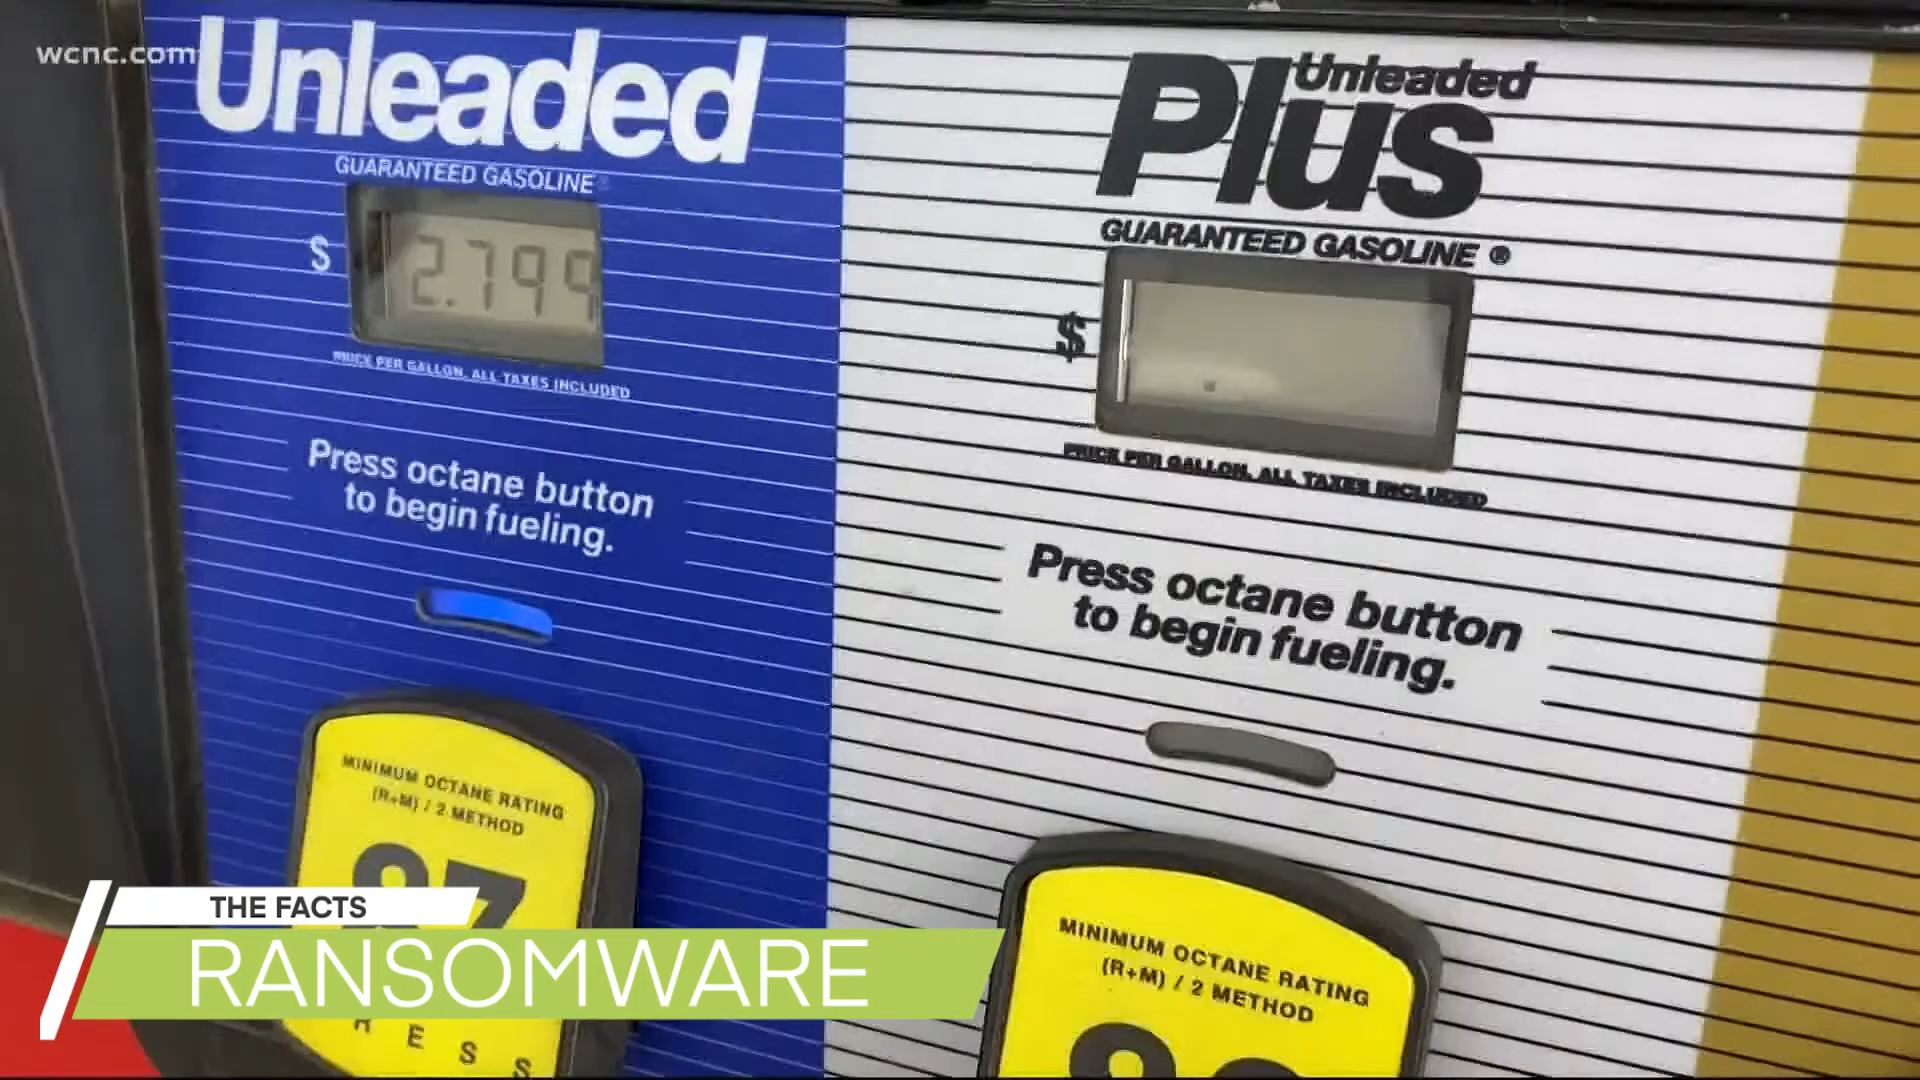 wcnc.com
Unleaded
GUARANTEED GASOLINE
$ 2.799
PRICE PER GALLON, ALL TAXES INCLUDED
Press octane button
to begin fueling.
MINIMUM OCTANE RATING
(R+M) / 2 METHOD
87
RESS
Unleaded
Plus
GUARANTEED GASOLINE ®
$
PRICE PER GALLON, ALL TAXES INCLUDED
Press octane button
to begin fueling.
MINIMUM OCTANE RATING
(R+M) / 2 METHOD
THE FACTS
RANSOMWARE